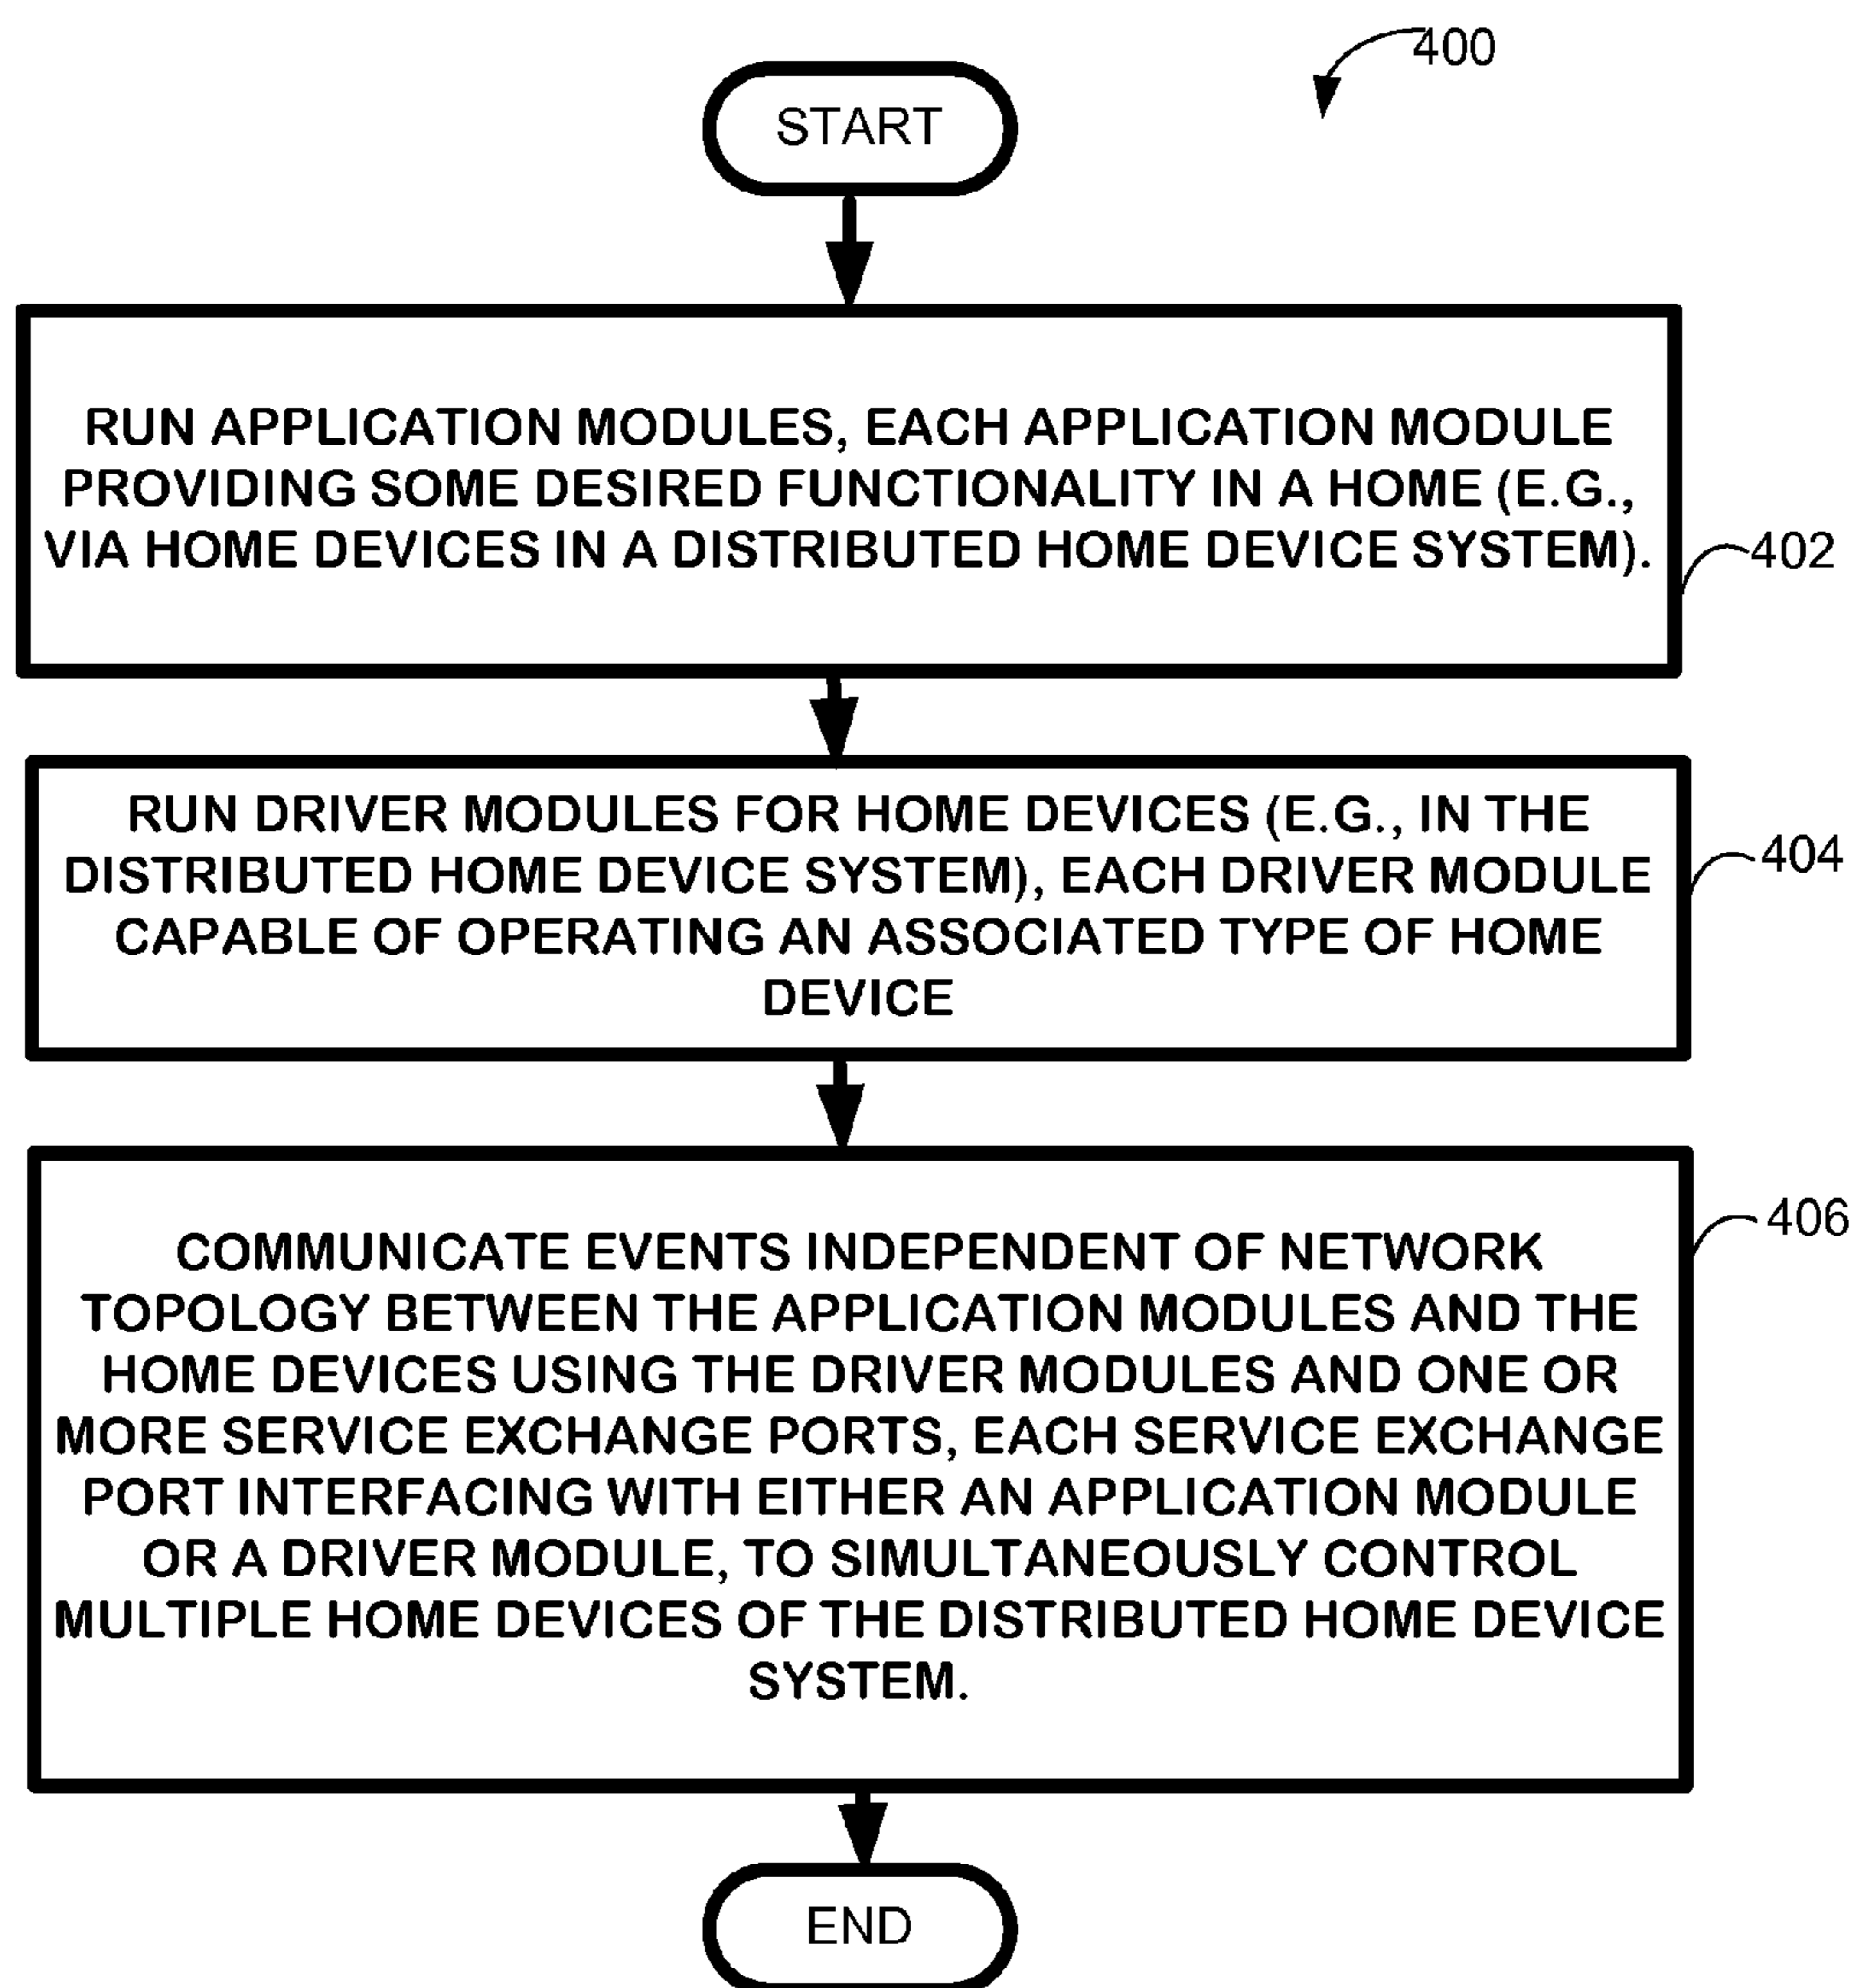 400
START
RUN APPLICATION MODULES, EACH APPLICATION MODULE
PROVIDING SOME DESIRED FUNCTIONALITY IN A HOME (E.G.,
VIA HOME DEVICES IN A DISTRIBUTED HOME DEVICE SYSTEM).
402
RUN DRIVER MODULES FOR HOME DEVICES (E.G., IN THE
DISTRIBUTED HOME DEVICE SYSTEM), EACH DRIVER MODULE
CAPABLE OF OPERATING AN ASSOCIATED TYPE OF HOME
DEVICE
404
COMMUNICATE EVENTS INDEPENDENT OF NETWORK
TOPOLOGY BETWEEN THE APPLICATION MODULES AND THE
HOME DEVICES USING THE DRIVER MODULES AND ONE OR
MORE SERVICE EXCHANGE PORTS, EACH SERVICE EXCHANGE
PORT INTERFACING WITH EITHER AN APPLICATION MODULE
OR A DRIVER MODULE, TO SIMULTANEOUSLY CONTROL
MULTIPLE HOME DEVICES OF THE DISTRIBUTED HOME DEVICE
SYSTEM.
406
END